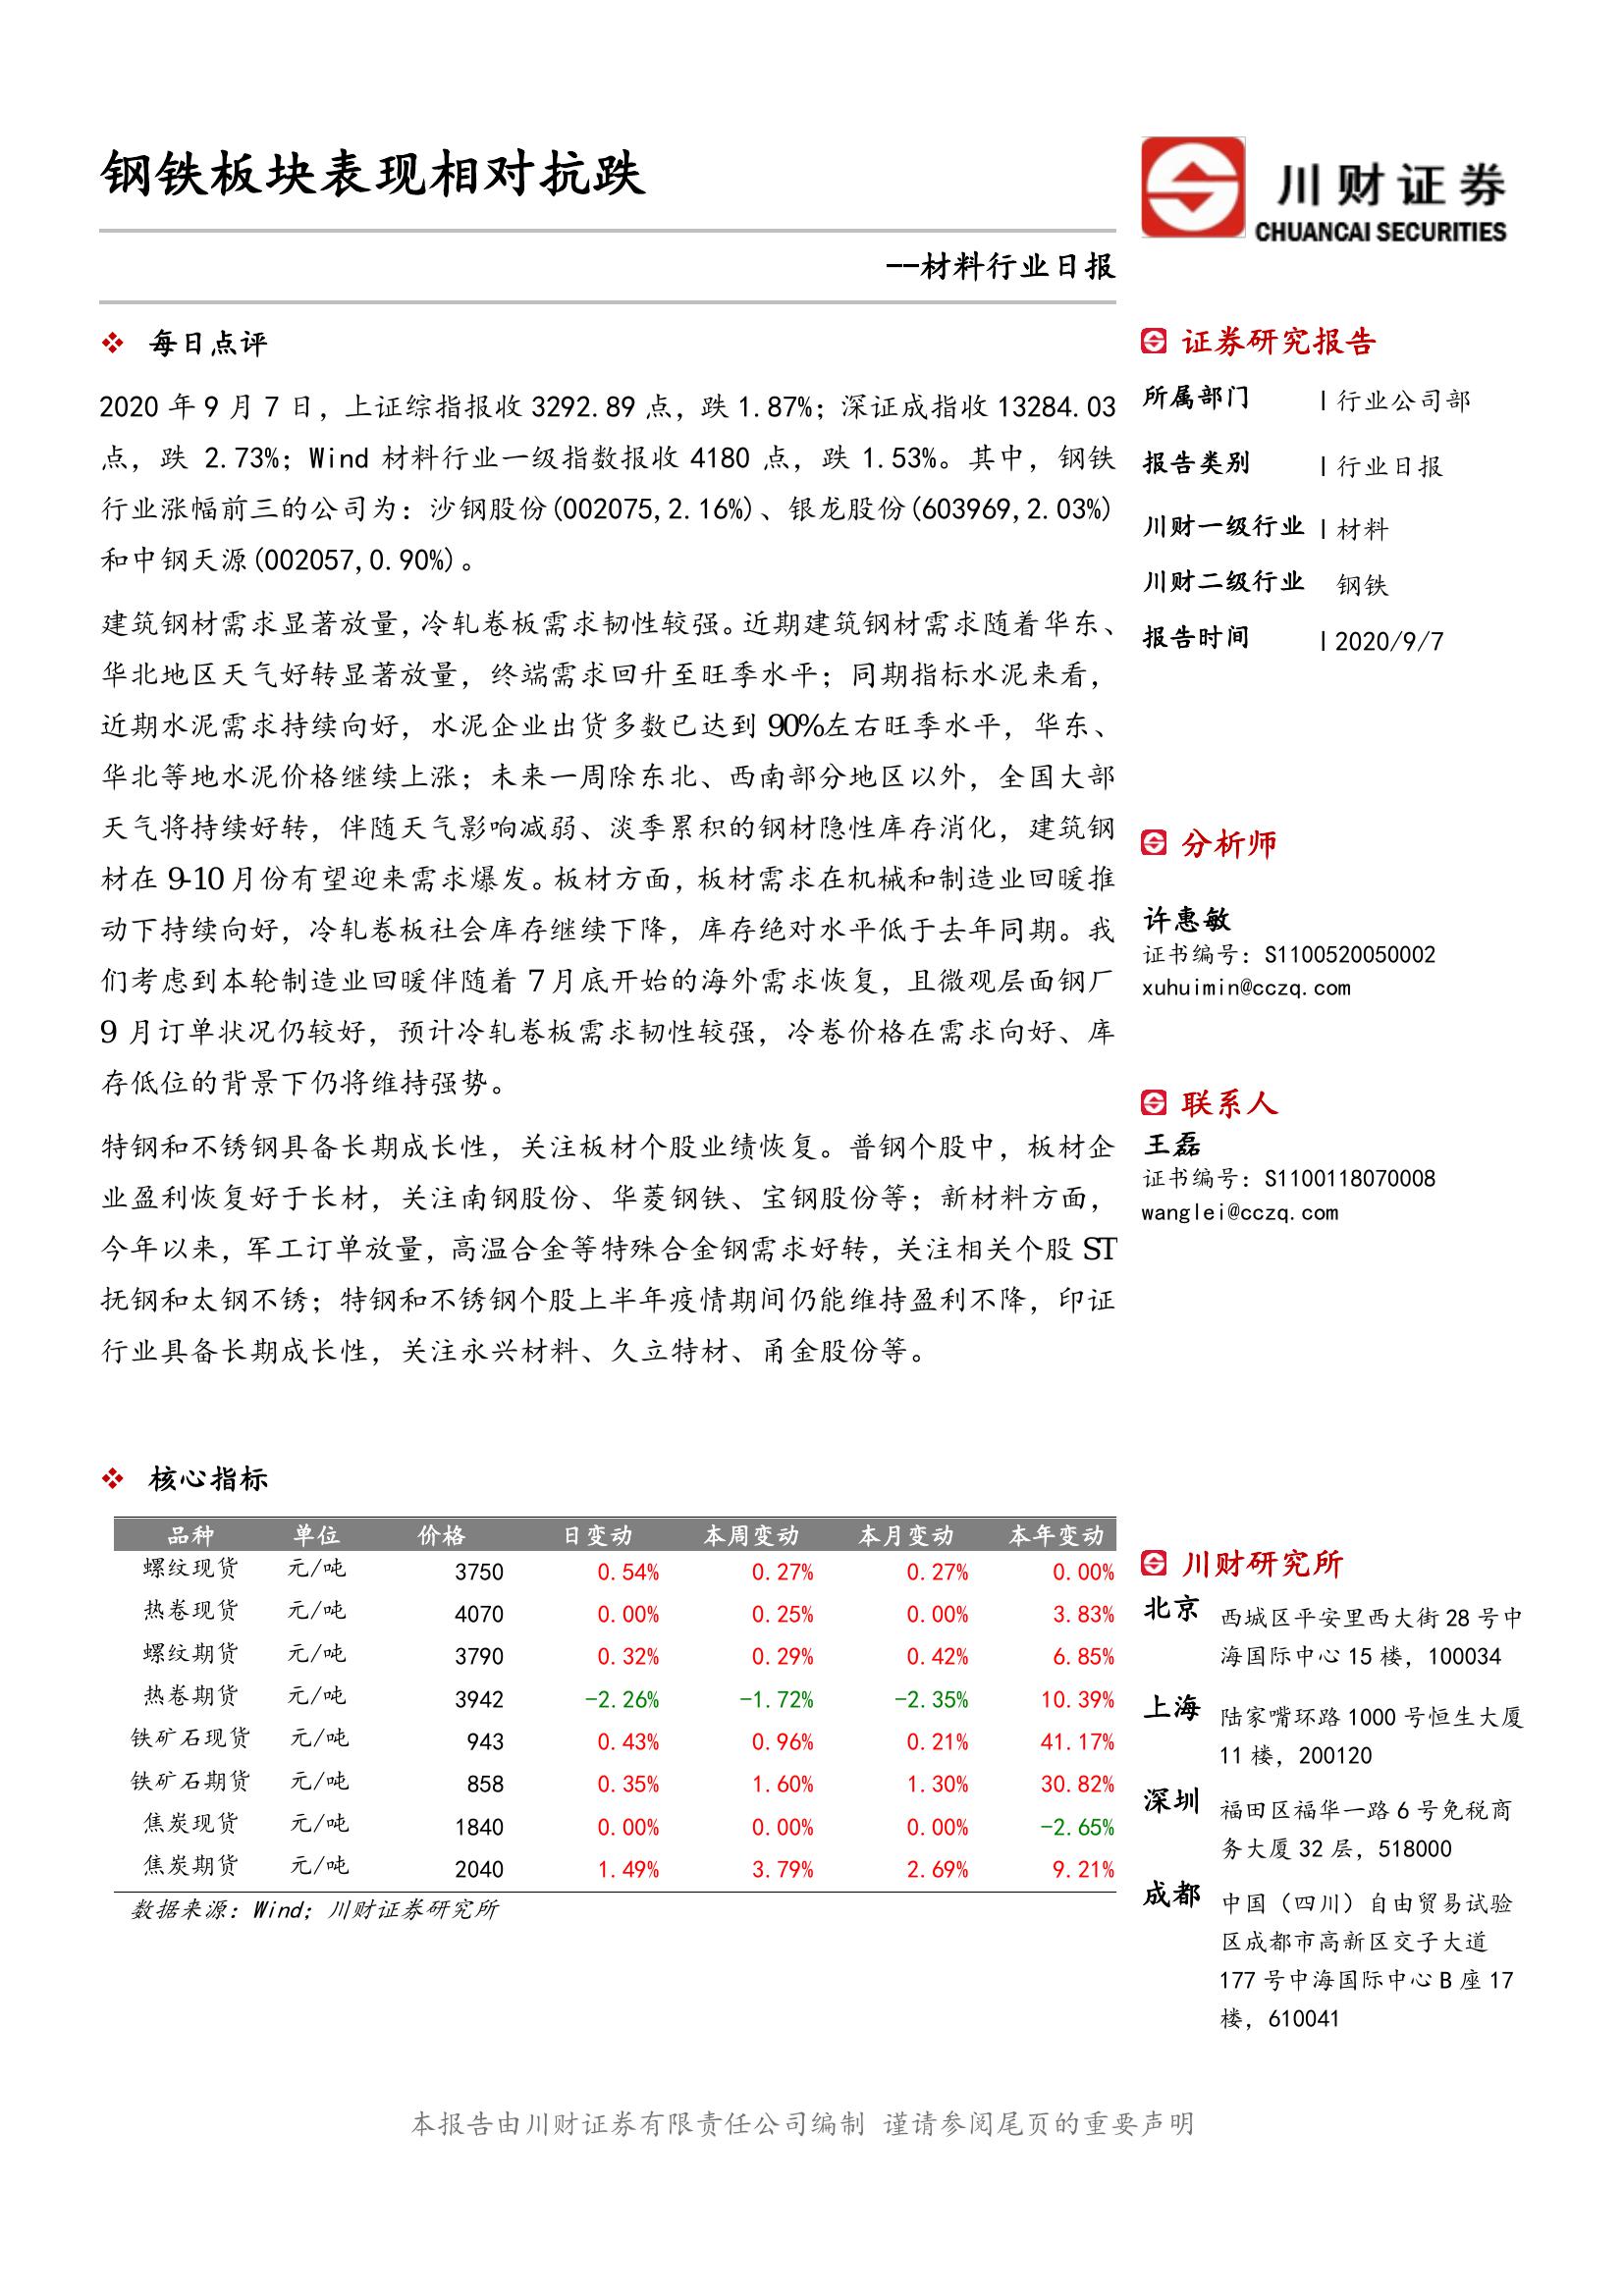 钢铁板块表现相对抗跌
川财证券
CHUANCAI SECURITIES
--材料行业日报
每日点评
2020 年 9 月 7 日，上证综指报收 3292.89 点，跌 1.87%；深证成指收 13284.03
点，跌 2.73%；Wind 材料行业一级指数报收 4180 点，跌 1.53%。其中，钢铁
行业涨幅前三的公司为：沙钢股份(002075,2.16%)、银龙股份(603969,2.03%)
和中钢天源(002057,0.90%)。
建筑钢材需求显著放量，冷轧卷板需求韧性较强。近期建筑钢材需求随着华东、
华北地区天气好转显著放量，终端需求回升至旺季水平；同期指标水泥来看，
近期水泥需求持续向好，水泥企业出货多数已达到 90%左右旺季水平，华东、
华北等地水泥价格继续上涨；未来一周除东北、西南部分地区以外，全国大部
天气将持续好转，伴随天气影响减弱、淡季累积的钢材隐性库存消化，建筑钢
材在 9-10 月份有望迎来需求爆发。板材方面，板材需求在机械和制造业回暖推
动下持续向好，冷轧卷板社会库存继续下降，库存绝对水平低于去年同期。我
们考虑到本轮制造业回暖伴随着 7 月底开始的海外需求恢复，且微观层面钢厂
9 月订单状况仍较好，预计冷轧卷板需求韧性较强，冷卷价格在需求向好、库
存低位的背景下仍将维持强势。
特钢和不锈钢具备长期成长性，关注板材个股业绩恢复。普钢个股中，板材企
业盈利恢复好于长材，关注南钢股份、华菱钢铁、宝钢股份等；新材料方面，
今年以来，军工订单放量，高温合金等特殊合金钢需求好转，关注相关个股 ST
抚钢和太钢不锈；特钢和不锈钢个股上半年疫情期间仍能维持盈利不降，印证
行业具备长期成长性，关注永兴材料、久立特材、甬金股份等。
核心指标
品种 单位 价格 日变动 本周变动 本月变动 本年变动
螺纹现货 元/吨 3750 0.54% 0.27% 0.27% 0.00%
热卷现货 元/吨 4070 0.00% 0.25% 0.00% 3.83%
螺纹期货 元/吨 3790 0.32% 0.29% 0.42% 6.85%
热卷期货 元/吨 3942 -2.26% -1.72% -2.35% 10.39%
铁矿石现货 元/吨 943 0.43% 0.96% 0.21% 41.17%
铁矿石期货 元/吨 858 0.35% 1.60% 1.30% 30.82%
焦炭现货 元/吨 1840 0.00% 0.00% 0.00% -2.65%
焦炭期货 元/吨 2040 1.49% 3.79% 2.69% 9.21%
数据来源：Wind；川财证券研究所
证券研究报告
所属部门 | 行业公司部
报告类别 | 行业日报
川财一级行业 | 材料
川财二级行业 钢铁
报告时间 | 2020/9/7
分析师
许惠敏
证书编号：S1100520050002
xuhuimin@cczq.com
联系人
王磊
证书编号：S1100118070008
wanglei@cczq.com
川财研究所
北京 西城区平安里西大街 28 号中
海国际中心 15 楼，100034
上海 陆家嘴环路 1000 号恒生大厦
11 楼，200120
深圳 福田区福华一路 6 号免税商
务大厦 32 层，518000
成都 中国（四川）自由贸易试验
区成都市高新区交子大道
177 号中海国际中心 B 座 17
楼，610041
本报告由川财证券有限责任公司编制 谨请参阅尾页的重要声明